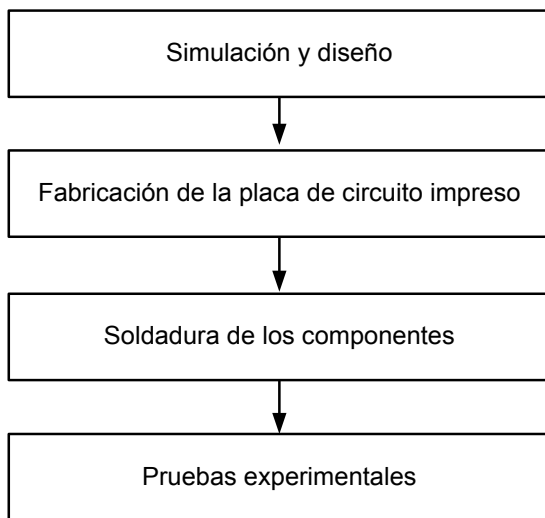 Simulación y diseño
Fabricación de la placa de circuito impreso
Soldadura de los componentes
Pruebas experimentales